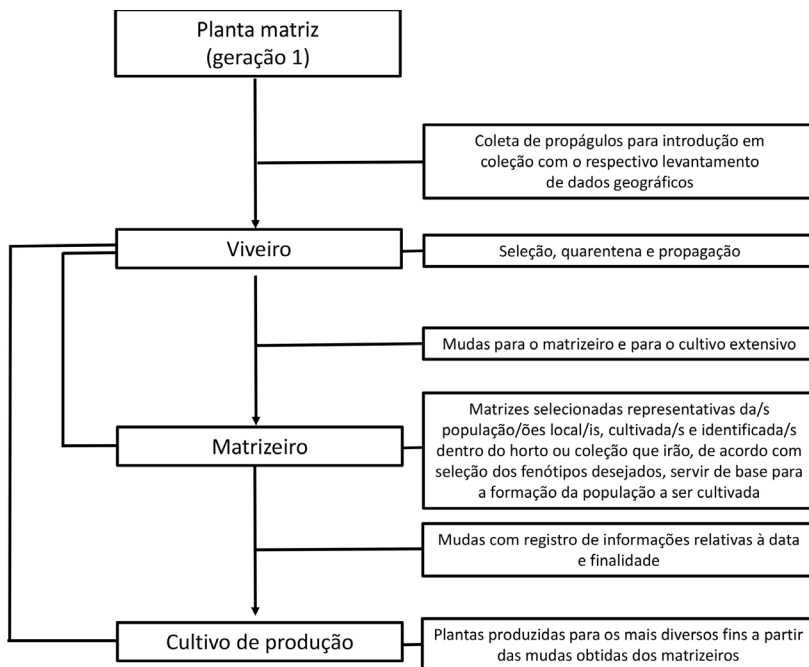 Planta matriz
(geração 1)
Coleta de propágulos para introdução em
coleção com o respectivo levantamento
de dados geográficos
Viveiro
Seleção, quarentena e propagação
Mudas para o matrizeiro e para o cultivo extensivo
Matrizeiro
Matrizes selecionadas representativas da/s
população/ões local/is, cultivada/s e identificada/s
dentro do horto ou coleção que irão, de acordo com
seleção dos fenótipos desejados, servir de base para
a formação da população a ser cultivada
Mudas com registro de informações relativas à data
e finalidade
Cultivo de produção
Plantas produzidas para os mais diversos fins a partir
das mudas obtidas dos matrizeiros